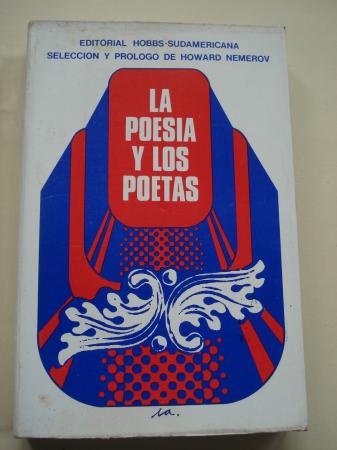 EDITORIAL HOBBS-SUDAMERICANA
SELECCION Y PROLOGO DE HOWARD NEMEROV
LA
POESIA
Y LOS
POETAS